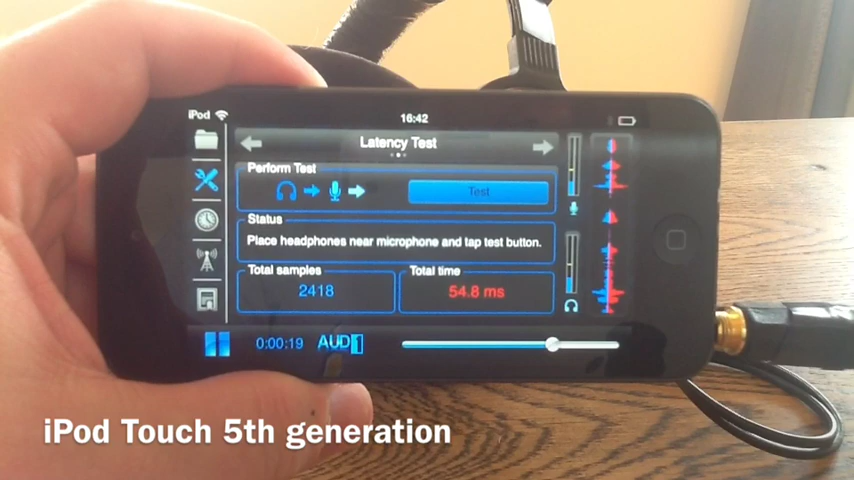 iPod 16:42
Latency Test
Perform Test
Test
Status
Place headphones near microphone and tap test button.
Total samples Total time
2418 54.8 ms
0:00:19 AUD
iPod Touch 5th generation